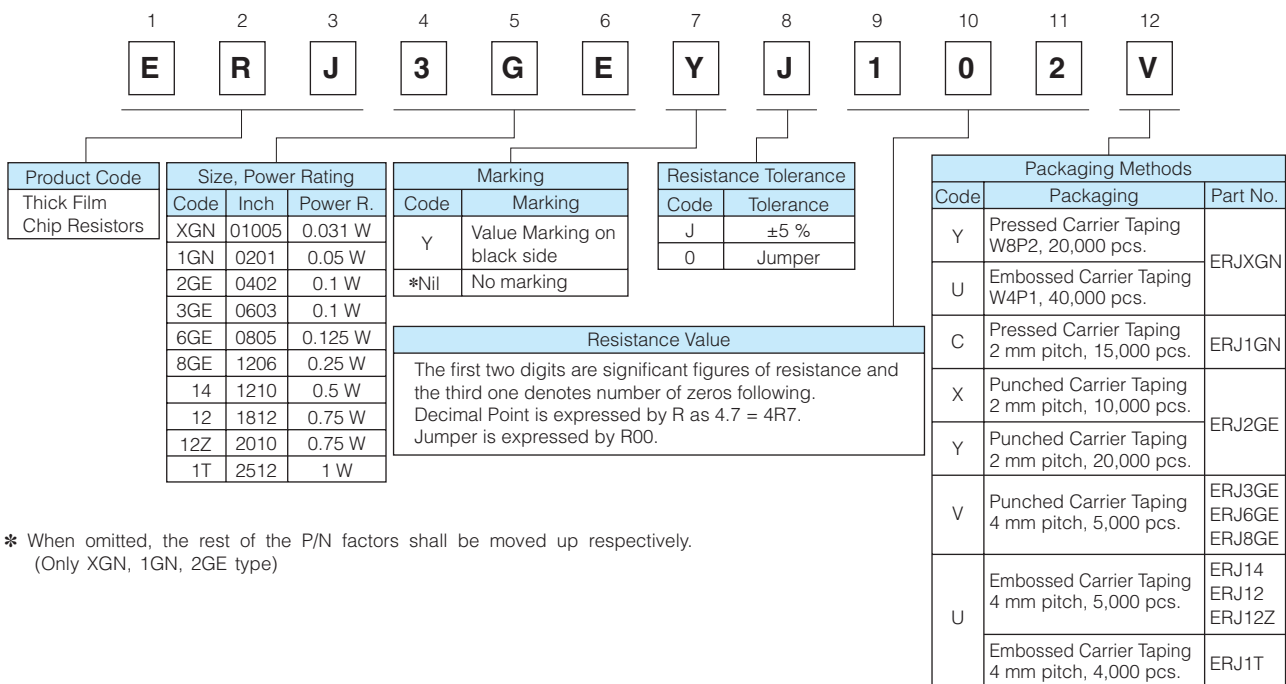 1 2 3 4 5 6 7 8 9 10 11 12
E R J 3 G E Y J 1 0 2 V
Product Code
Thick Film
Chip Resistors
Size, Power Rating
Code Inch Power R.
XGN 01005 0.031 W
1GN 0201 0.05 W
2GE 0402 0.1 W
3GE 0603 0.1 W
6GE 0805 0.125 W
8GE 1206 0.25 W
14 1210 0.5 W
12 1812 0.75 W
12Z 2010 0.75 W
1T 2512 1 W
Marking
Code Marking
Y Value Marking on
black side
✽Nil No marking
Resistance Tolerance
Code Tolerance
J ±5 %
0 Jumper
Resistance Value
The first two digits are significant figures of resistance and
the third one denotes number of zeros following.
Decimal Point is expressed by R as 4.7 = 4R7.
Jumper is expressed by R00.
Packaging Methods
Code Packaging Part No.
Y Pressed Carrier Taping
W8P2, 20,000 pcs.
ERJXGN
U Embossed Carrier Taping
W4P1, 40,000 pcs.
C Pressed Carrier Taping
2 mm pitch, 15,000 pcs.
ERJ1GN
X Punched Carrier Taping
2 mm pitch, 10,000 pcs.
ERJ2GE
Y Punched Carrier Taping
2 mm pitch, 20,000 pcs.
V Punched Carrier Taping
4 mm pitch, 5,000 pcs.
ERJ3GE
ERJ6GE
ERJ8GE
U Embossed Carrier Taping
4 mm pitch, 5,000 pcs.
ERJ14
ERJ12
ERJ12Z
Embossed Carrier Taping
4 mm pitch, 4,000 pcs.
ERJ1T
✽ When omitted, the rest of the P/N factors shall be moved up respectively.
(Only XGN, 1GN, 2GE type)